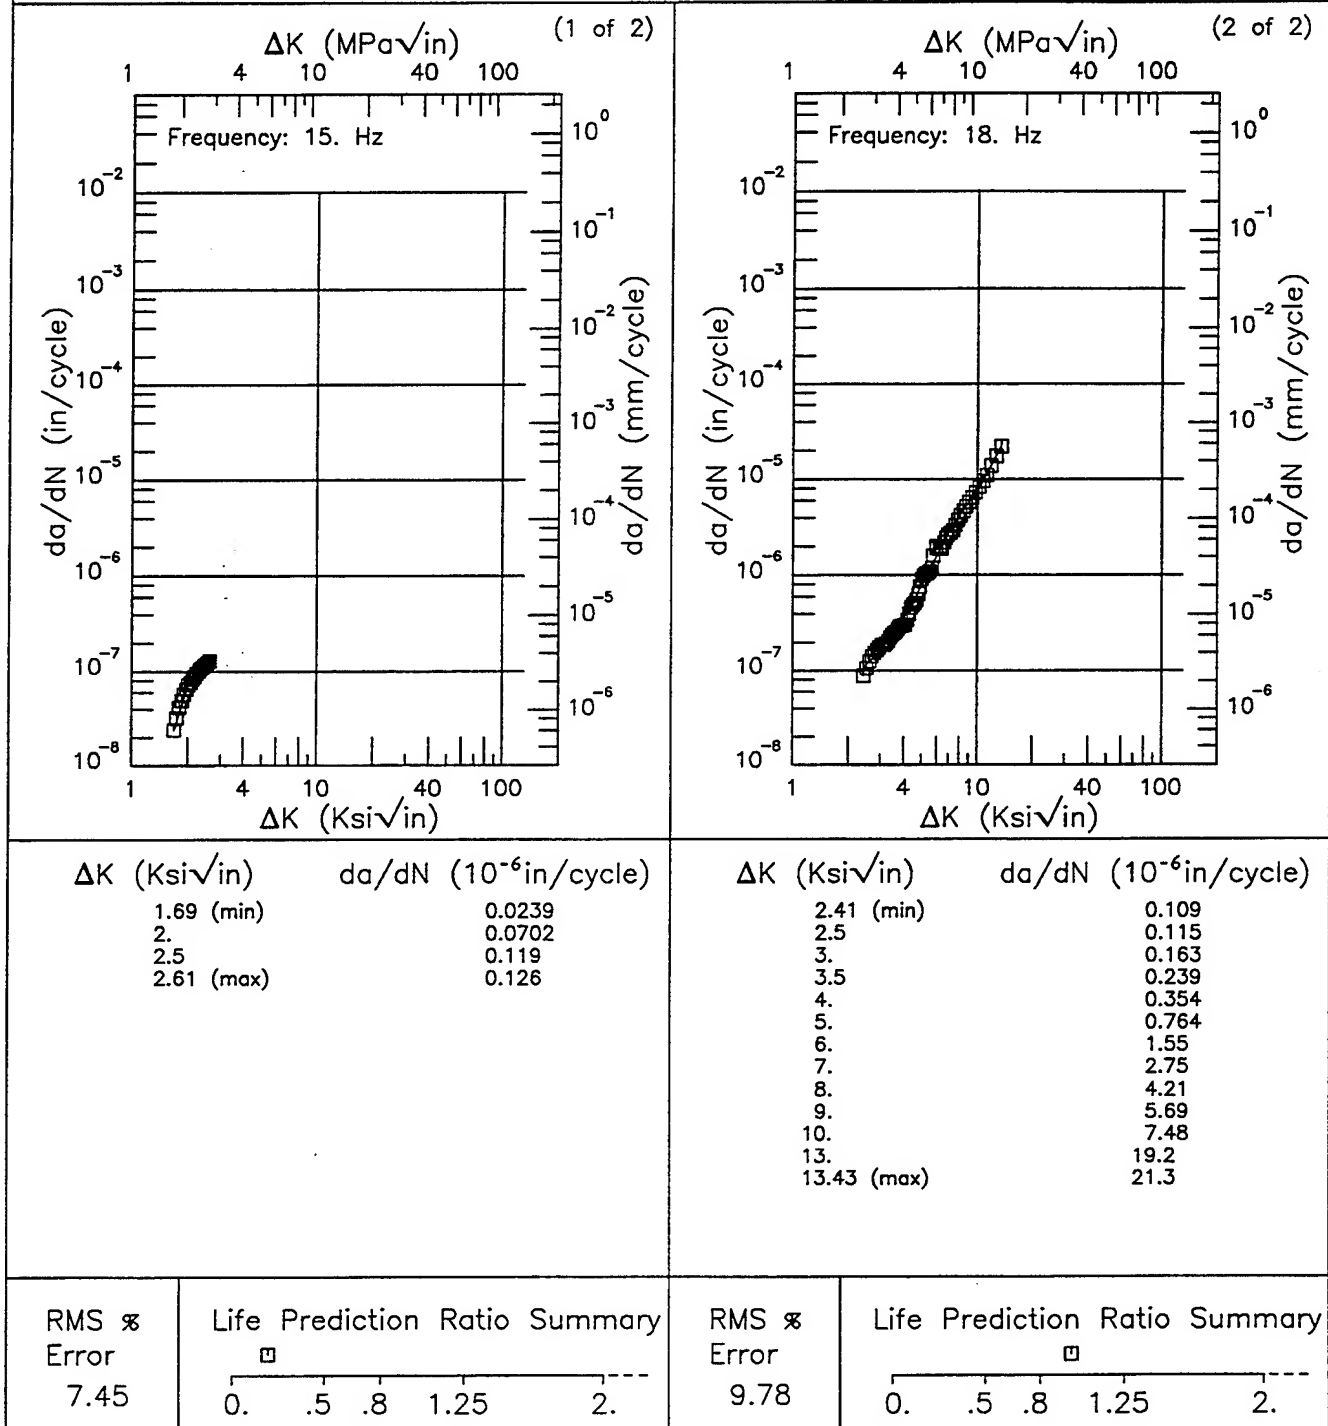 (1 of 2)
ΔK (MPa√in)
1 4 10 40 100
Frequency: 15. Hz
10⁻²
10⁻³
10⁻⁴
10⁻⁵
10⁻⁶
10⁻⁷
10⁻⁸
da/dN (in/cycle)
10⁰
10⁻¹
10⁻²
10⁻³
10⁻⁴
10⁻⁵
10⁻⁶
da/dN (mm/cycle)
1 4 10 40 100
ΔK (Ksi√in)
ΔK (Ksi√in) da/dN (10⁻⁶in/cycle)
1.69 (min) 0.0239
2. 0.0702
2.5 0.119
2.61 (max) 0.126
RMS %
Error
7.45
Life Prediction Ratio Summary
0. .5 .8 1.25 2.
(2 of 2)
ΔK (MPa√in)
1 4 10 40 100
Frequency: 18. Hz
10⁻²
10⁻³
10⁻⁴
10⁻⁵
10⁻⁶
10⁻⁷
10⁻⁸
da/dN (in/cycle)
10⁰
10⁻¹
10⁻²
10⁻³
10⁻⁴
10⁻⁵
10⁻⁶
da/dN (mm/cycle)
1 4 10 40 100
ΔK (Ksi√in)
ΔK (Ksi√in) da/dN (10⁻⁶in/cycle)
2.41 (min) 0.109
2.5 0.115
3. 0.163
3.5 0.239
4. 0.354
5. 0.764
6. 1.55
7. 2.75
8. 4.21
9. 5.69
10. 7.48
13. 19.2
13.43 (max) 21.3
RMS %
Error
9.78
Life Prediction Ratio Summary
0. .5 .8 1.25 2.